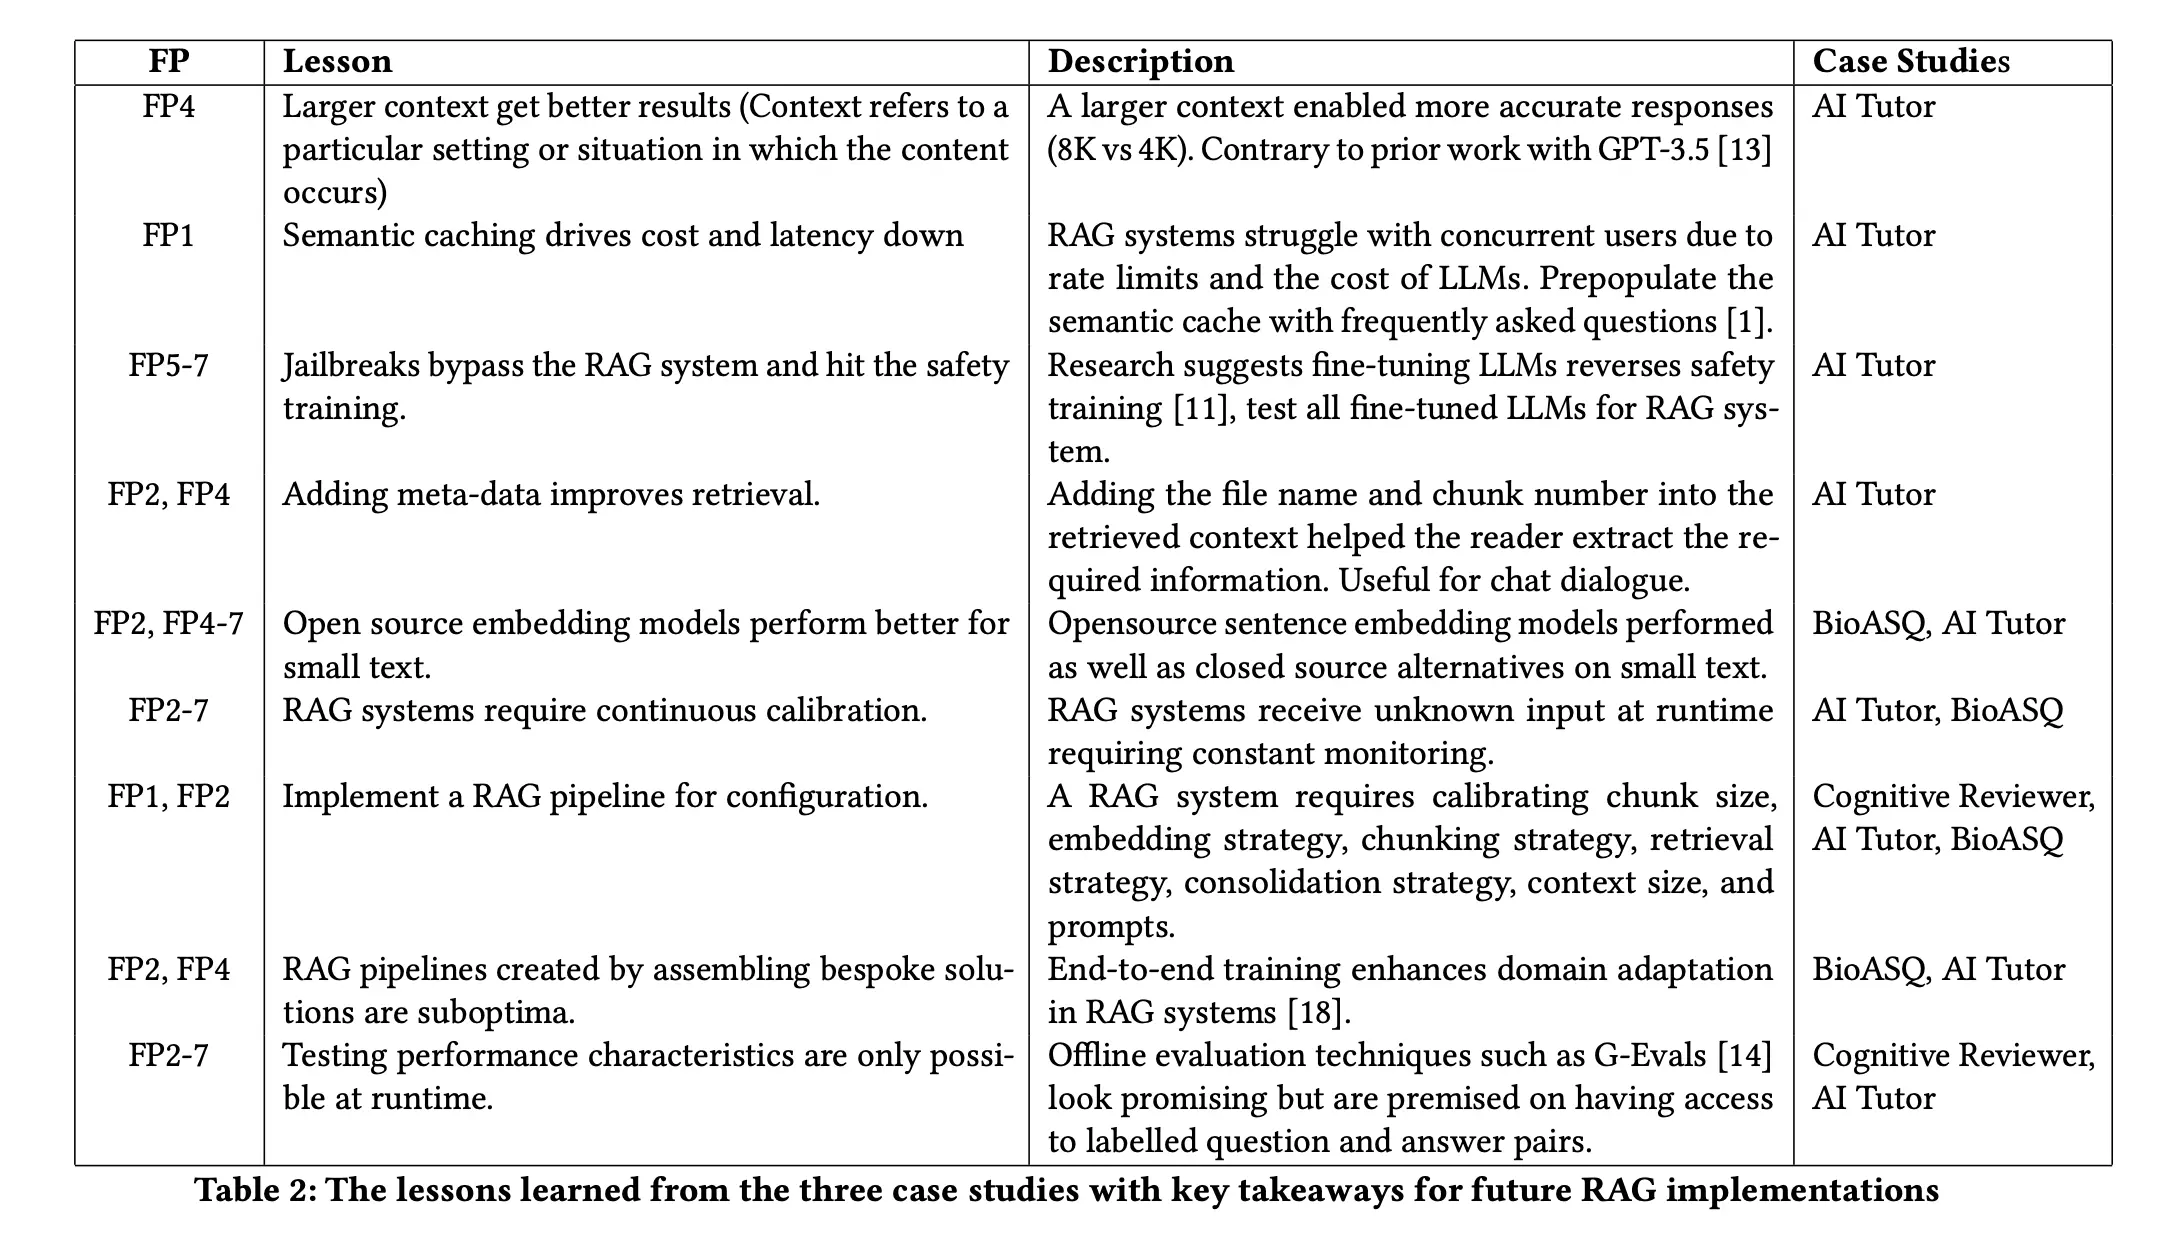 FP Lesson Description Case Studies
FP4 Larger context get better results (Context refers to a A larger context enabled more accurate responses AI Tutor
particular setting or situation in which the content (8K vs 4K). Contrary to prior work with GPT-3.5 [13]
occurs)
FP1 Semantic caching drives cost and latency down RAG systems struggle with concurrent users due to AI Tutor
rate limits and the cost of LLMs. Prepopulate the
semantic cache with frequently asked questions [1].
FP5-7 Jailbreaks bypass the RAG system and hit the safety Research suggests fine-tuning LLMs reverses safety AI Tutor
training. training [11], test all fine-tuned LLMs for RAG sys-
tem.
FP2, FP4 Adding meta-data improves retrieval. Adding the file name and chunk number into the AI Tutor
retrieved context helped the reader extract the re-
quired information. Useful for chat dialogue.
FP2, FP4-7 Open source embedding models perform better for Opensource sentence embedding models performed BioASQ, AI Tutor
small text. as well as closed source alternatives on small text.
FP2-7 RAG systems require continuous calibration. RAG systems receive unknown input at runtime AI Tutor, BioASQ
requiring constant monitoring.
FP1, FP2 Implement a RAG pipeline for configuration. A RAG system requires calibrating chunk size, Cognitive Reviewer,
embedding strategy, chunking strategy, retrieval AI Tutor, BioASQ
strategy, consolidation strategy, context size, and
prompts.
FP2, FP4 RAG pipelines created by assembling bespoke solu- End-to-end training enhances domain adaptation BioASQ, AI Tutor
tions are suboptima. in RAG systems [18].
FP2-7 Testing performance characteristics are only possi- Offline evaluation techniques such as G-Evals [14] Cognitive Reviewer,
ble at runtime. look promising but are premised on having access AI Tutor
to labelled question and answer pairs.
Table 2: The lessons learned from the three case studies with key takeaways for future RAG implementations